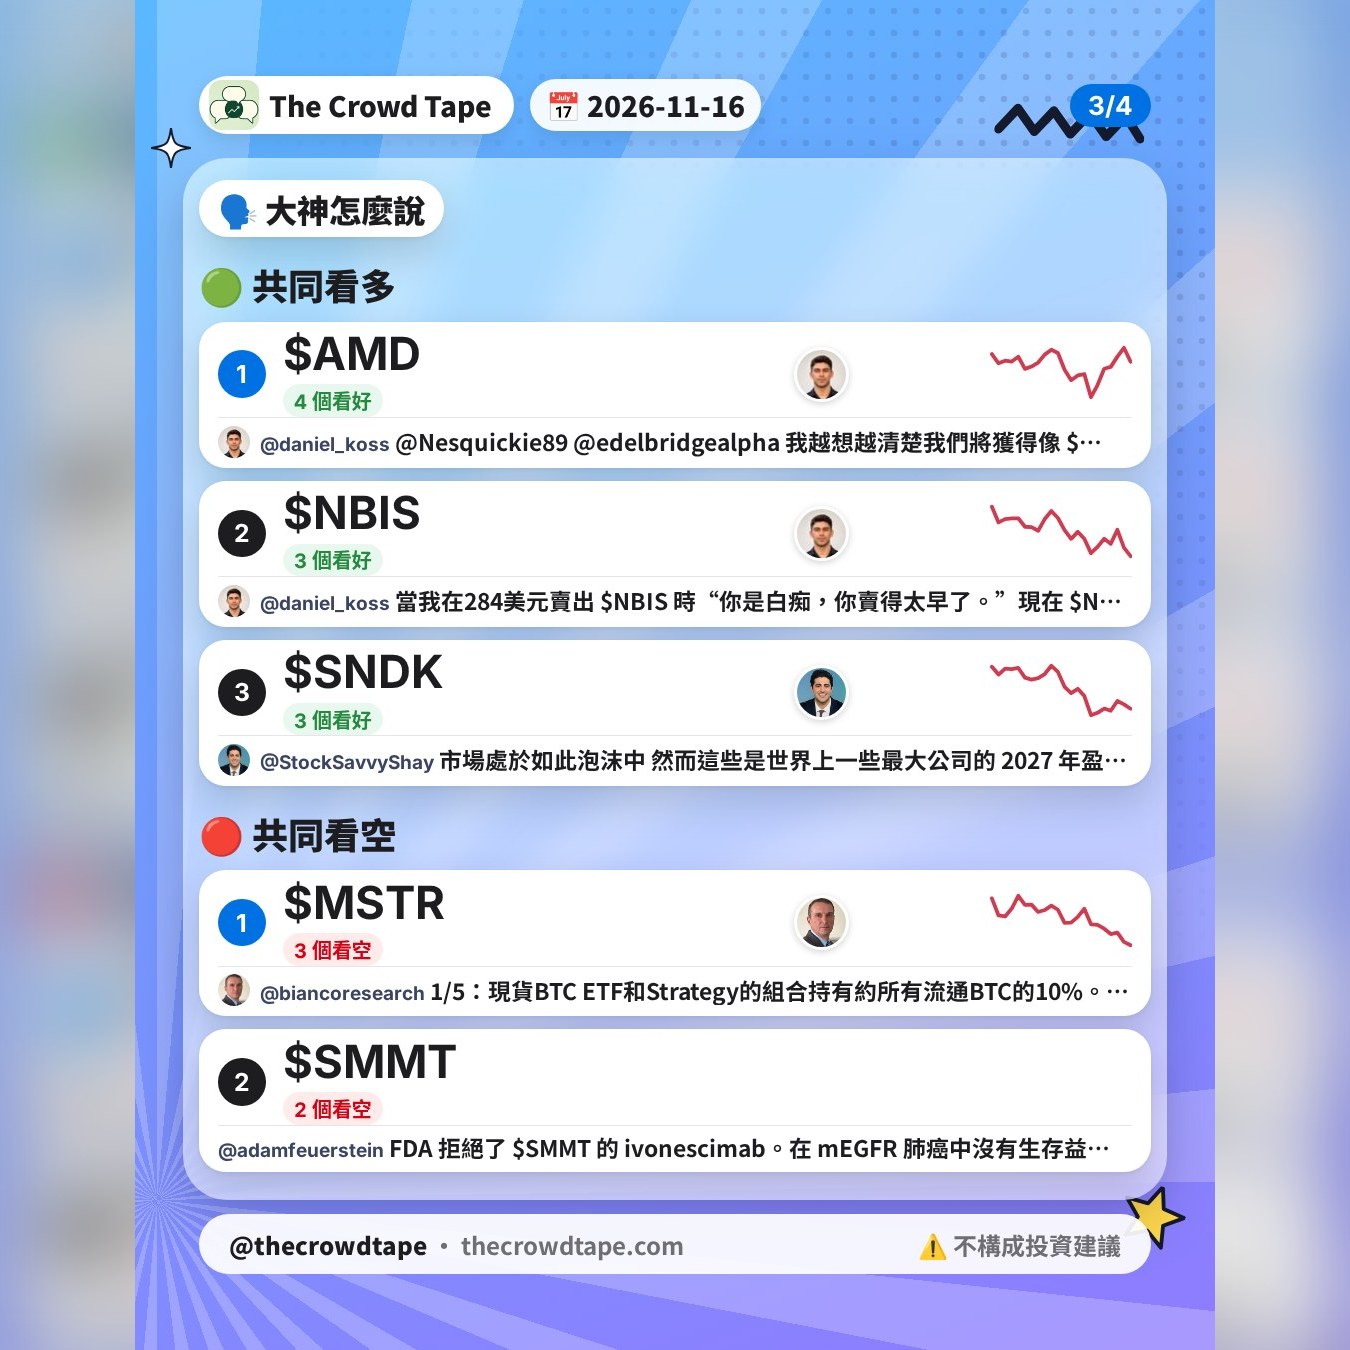 The Crowd Tape
2026-11-16
3/4
大神怎麼說
共同看多
1
$AMD
4 個看好
@daniel_koss @Nesquickie89 @edelbridgealpha 我越想越清楚我們將獲得像 $…
2
$NBIS
3 個看好
@daniel_koss 當我在284美元賣出 $NBIS 時“你是白痴，你賣得太早了。”現在 $N…
3
$SNDK
3 個看好
@StockSavvyShay 市場處於如此泡沫中 然而這些是世界上一些最大公司的 2027 年盈…
共同看空
1
$MSTR
3 個看空
@biancoresearch 1/5：現貨BTC ETF和Strategy的組合持有約所有流通BTC的10%。…
2
$SMMT
2 個看空
@adamfeuerstein FDA 拒絕了 $SMMT 的 ivonescimab。在 mEGFR 肺癌中沒有生存益…
@thecrowdtape • thecrowdtape.com
⚠️ 不構成投資建議